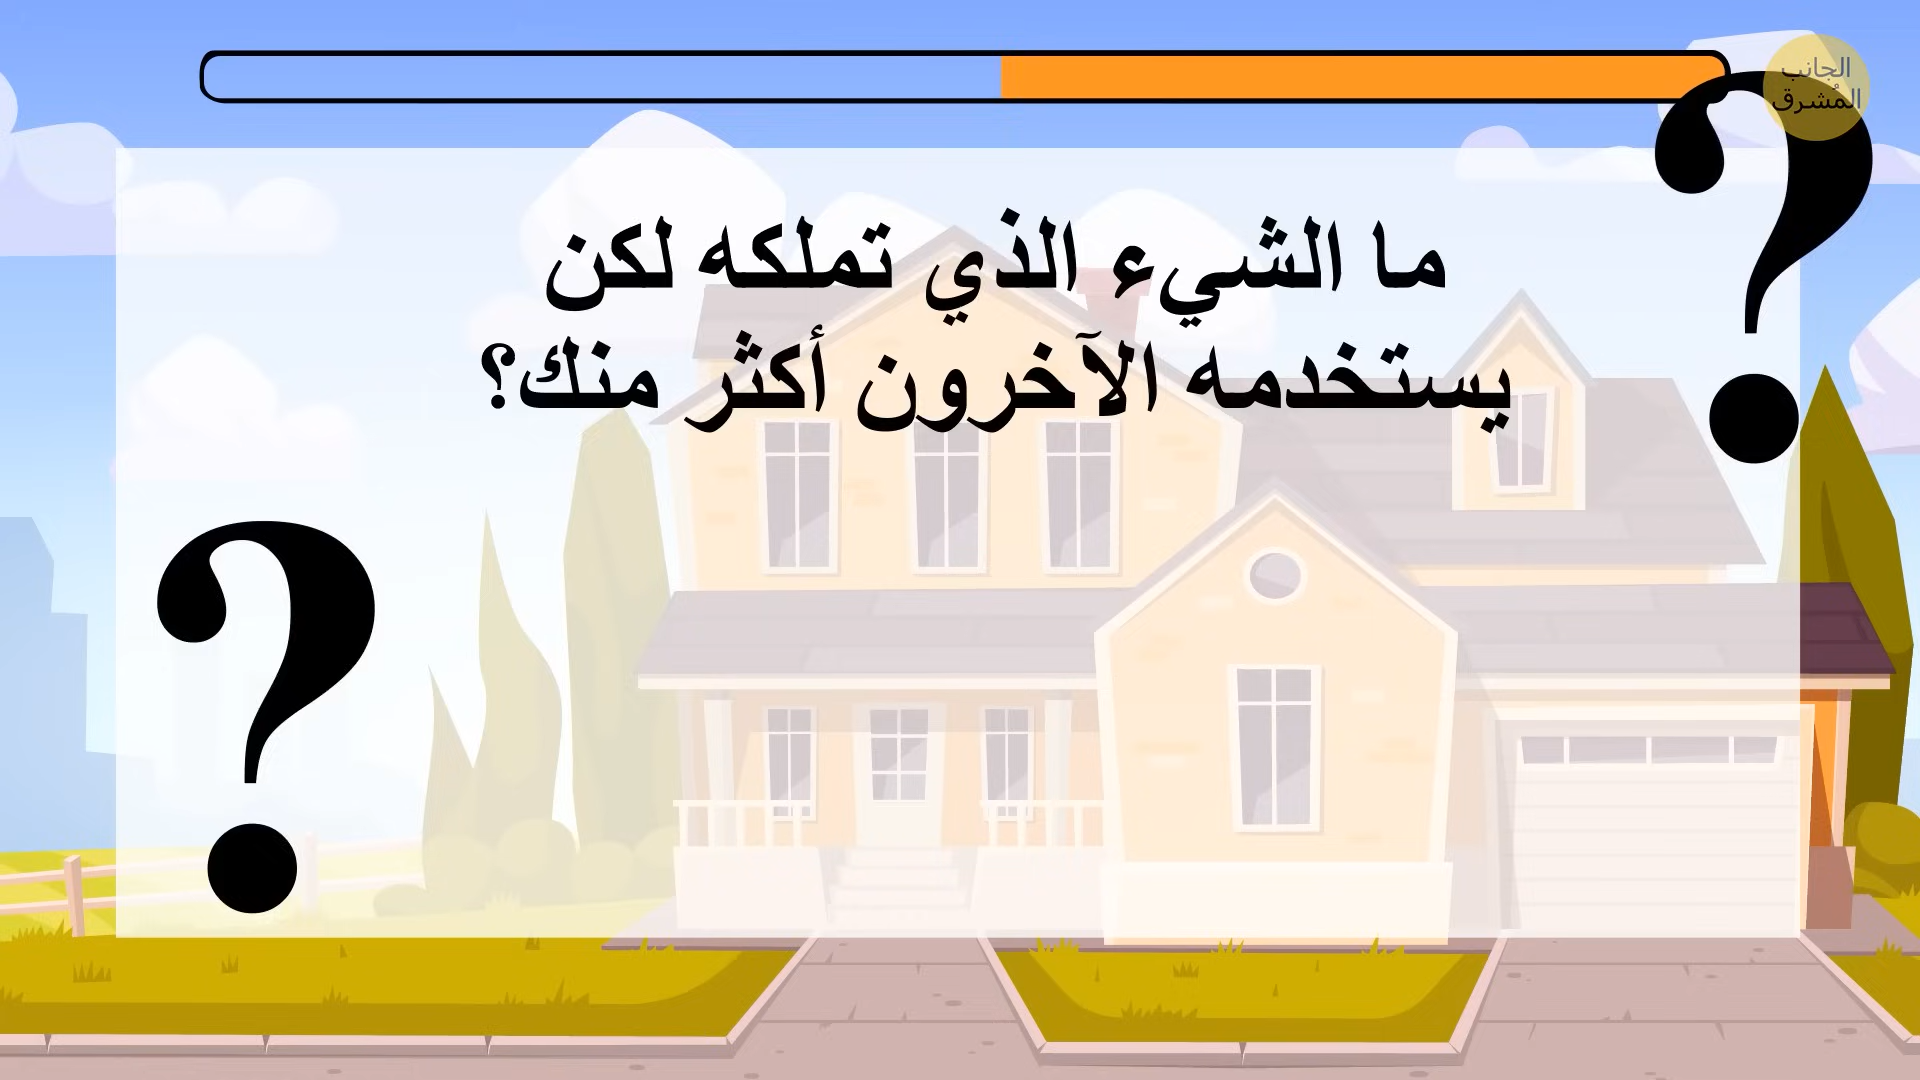 الجانب
المُشرق
ما الشيء الذي تملكه لكن
يستخدمه الآخرون أكثر منك؟
?
?